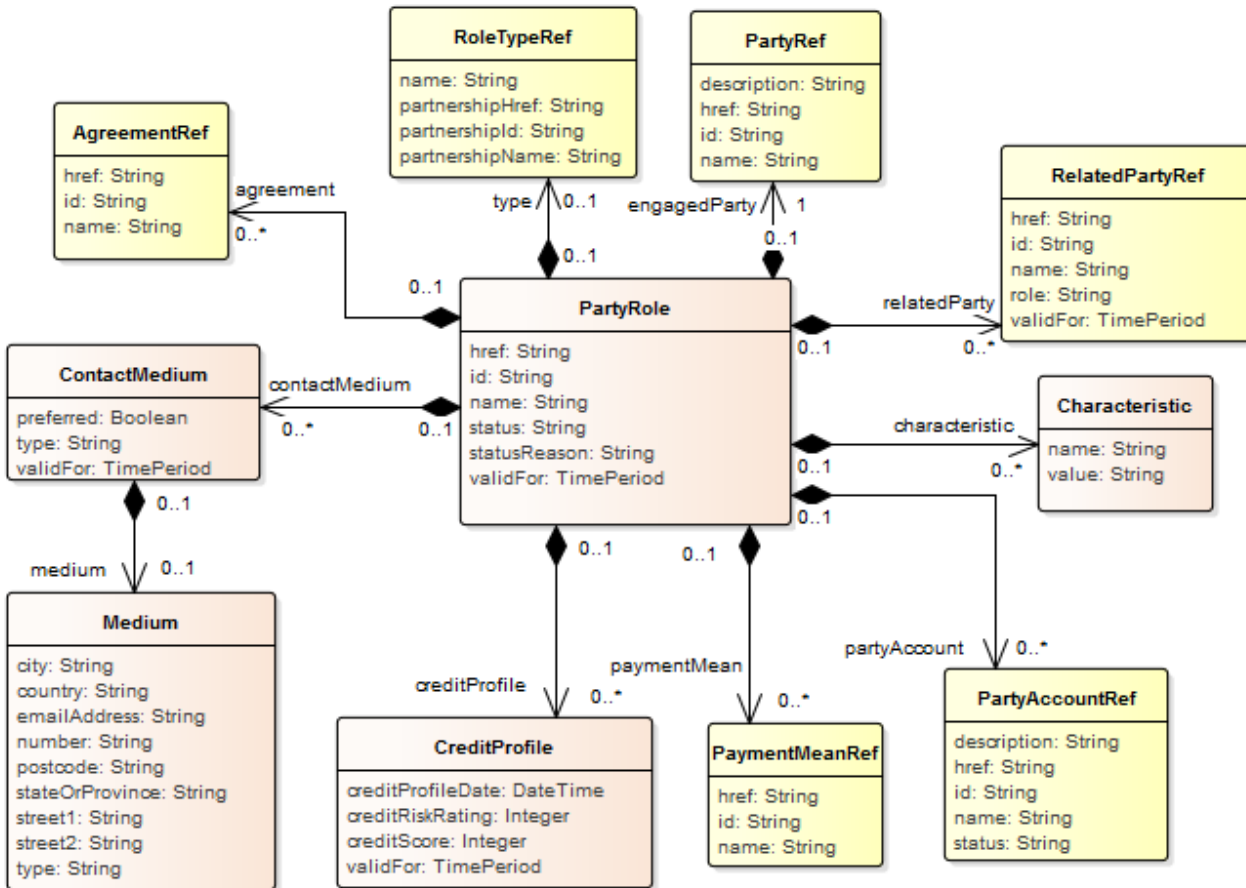 RoleTypeRef
name: String
partnershipHref: String
partnershipId: String
partnershipName: String
PartyRef
description: String
href: String
id: String
name: String
AgreementRef
href: String
id: String
name: String
RelatedPartyRef
href: String
id: String
name: String
role: String
validFor: TimePeriod
agreement
0..*
0..1
type
0..1
0..1
engagedParty
1
0..1
PartyRole
href: String
id: String
name: String
status: String
statusReason: String
validFor: TimePeriod
relatedParty
0..1
0..*
ContactMedium
preferred: Boolean
type: String
validFor: TimePeriod
contactMedium
0..*
0..1
characteristic
0..1
0..*
Characteristic
name: String
value: String
0..1
medium
0..1
Medium
city: String
country: String
emailAddress: String
number: String
postcode: String
stateOrProvince: String
street1: String
street2: String
type: String
0..1
creditProfile
0..*
CreditProfile
creditProfileDate: DateTime
creditRiskRating: Integer
creditScore: Integer
validFor: TimePeriod
0..1
paymentMean
0..*
PaymentMeanRef
href: String
id: String
name: String
0..1
partyAccount
0..*
PartyAccountRef
description: String
href: String
id: String
name: String
status: String